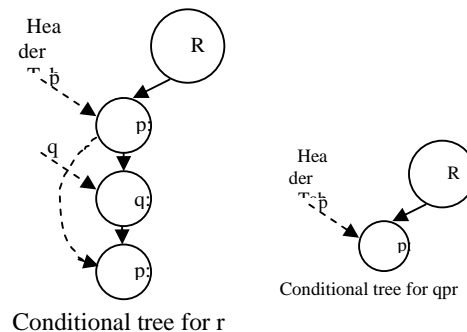 R
Hea
der
p
p:
q
q:
p:
Conditional tree for r
R
Hea
der
p
p:
Conditional tree for qpr